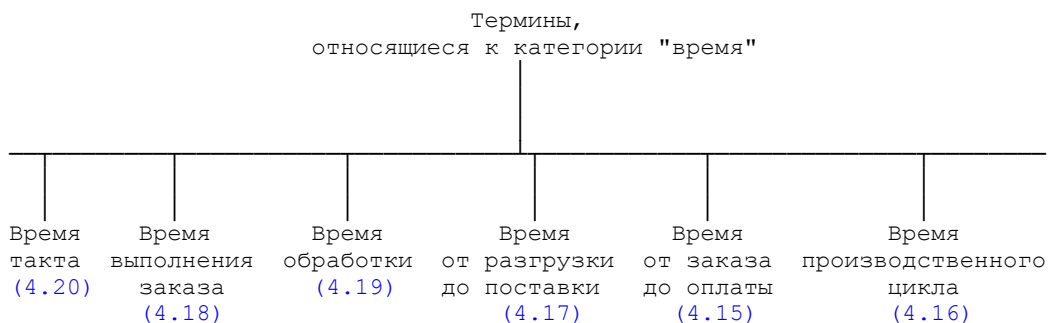 Термины,
относящиеся к категории "время"
Время Время Время Время Время Время
такта выполнения обработки от разгрузки от заказа производственного
(4.20) заказа (4.19) до поставки до оплаты цикла
(4.18) (4.17) (4.15) (4.16)